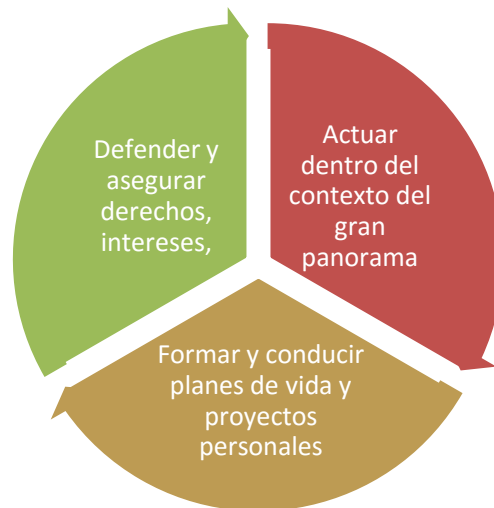 Defender y
asegurar
derechos,
intereses,
Actuar
dentro del
contexto del
gran
panorama
Formar y conducir
planes de vida y
proyectos
personales